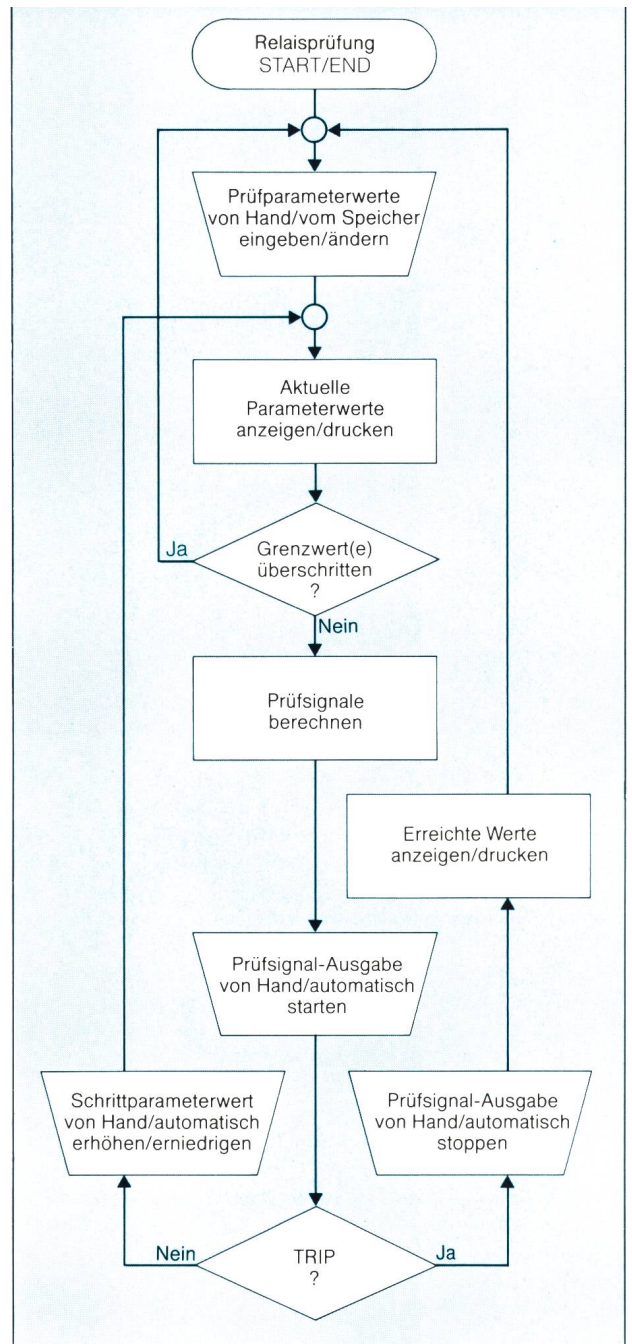 Relaisprüfung
START/END
Prüfparameterwerte
von Hand/vom Speicher
eingeben/ändern
Aktuelle
Parameterwerte
anzeigen/drucken
Ja
Grenzwert(e)
überschritten
?
Nein
Prüfsignale
berechnen
Erreichte Werte
anzeigen/drucken
Prüfsignal-Ausgabe
von Hand/automatisch
starten
Schrittparameterwert
von Hand/automatisch
erhöhen/erniedrigen
Prüfsignal-Ausgabe
von Hand/automatisch
stoppen
Nein
TRIP
?
Ja